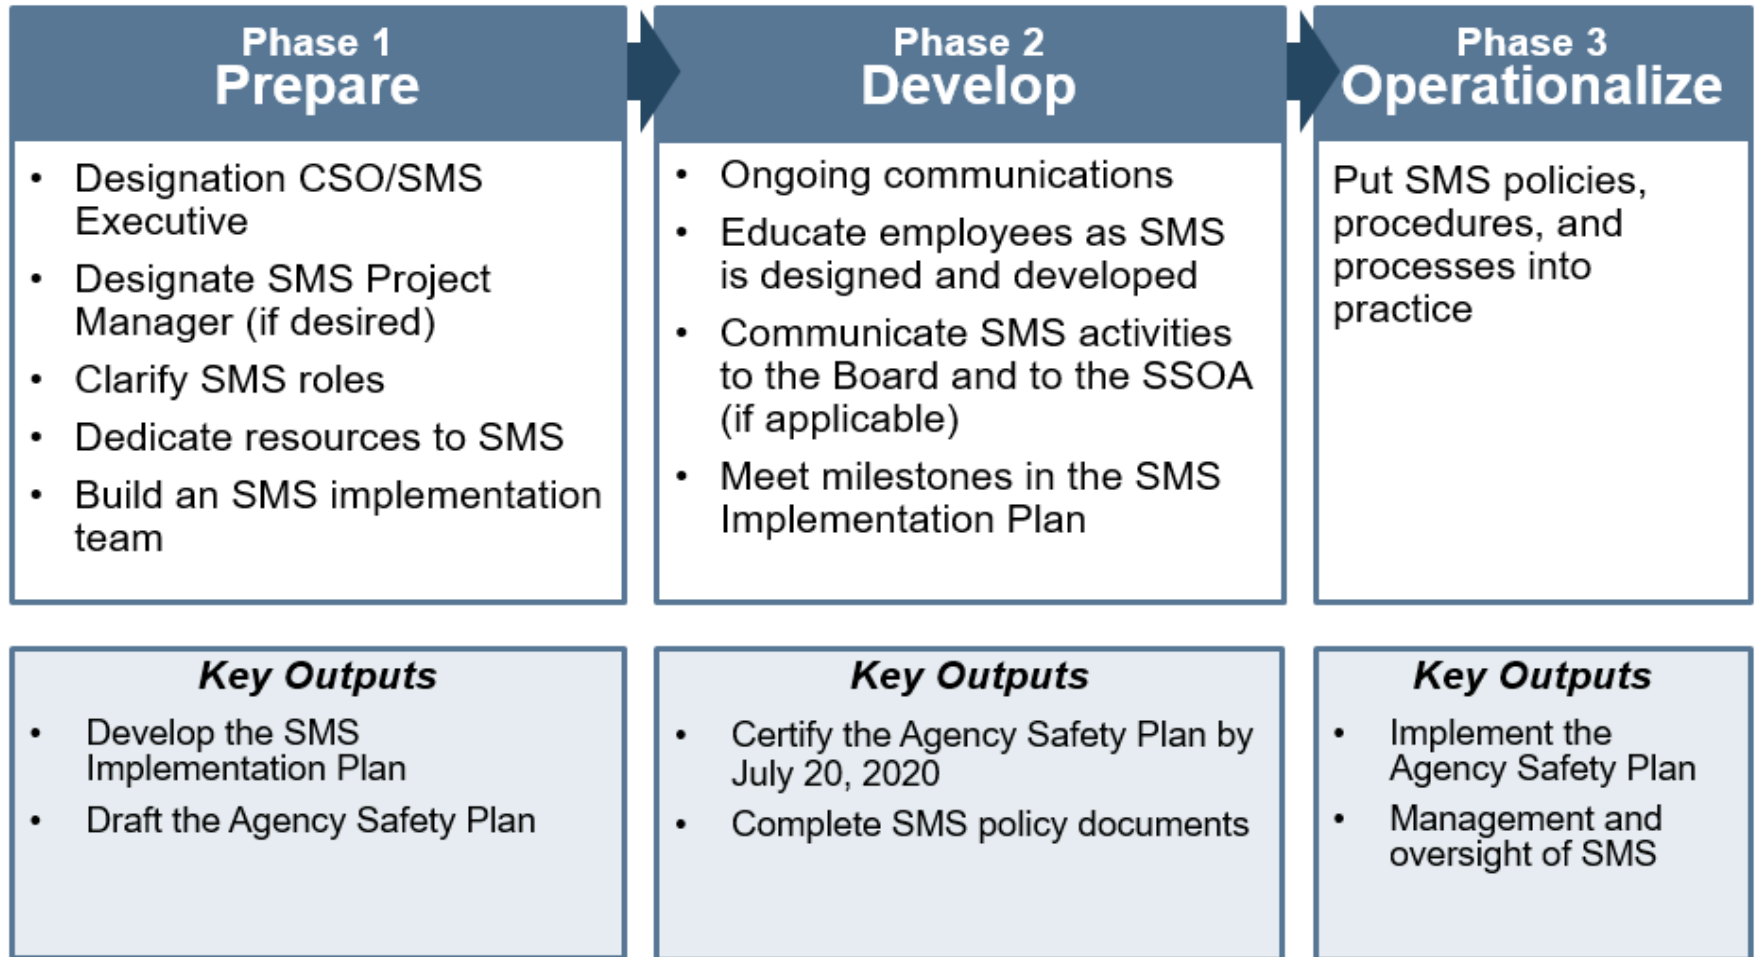 Phase 1
Prepare
• Designation CSO/SMS
Executive
• Designate SMS Project
Manager (if desired)
• Clarify SMS roles
• Dedicate resources to SMS
• Build an SMS implementation
team
Phase 2
Develop
• Ongoing communications
• Educate employees as SMS
is designed and developed
• Communicate SMS activities
to the Board and to the SSOA
(if applicable)
• Meet milestones in the SMS
Implementation Plan
Phase 3
Operationalize
Put SMS policies,
procedures, and
processes into
practice
Key Outputs
• Develop the SMS
Implementation Plan
• Draft the Agency Safety Plan
Key Outputs
• Certify the Agency Safety Plan by
July 20, 2020
• Complete SMS policy documents
Key Outputs
• Implement the
Agency Safety Plan
• Management and
oversight of SMS